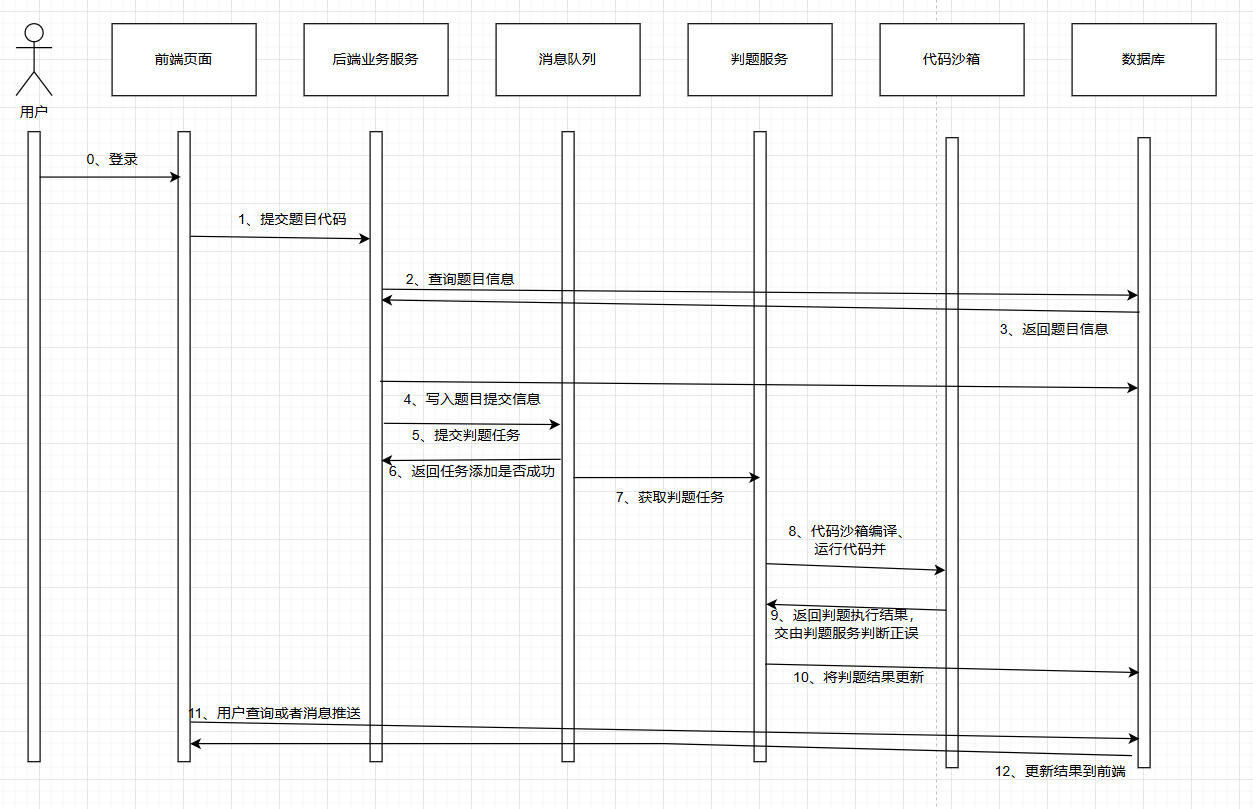 用户
前端页面
后端业务服务
消息队列
判题服务
代码沙箱
数据库
0、登录
1、提交题目代码
2、查询题目信息
3、返回题目信息
4、写入题目提交信息
5、提交判题任务
6、返回任务添加是否成功
7、获取判题任务
8、代码沙箱编译、
运行代码并
9、返回判题执行结果，
交由判题服务判断正误
10、将判题结果更新
11、用户查询或者消息推送
12、更新结果到前端